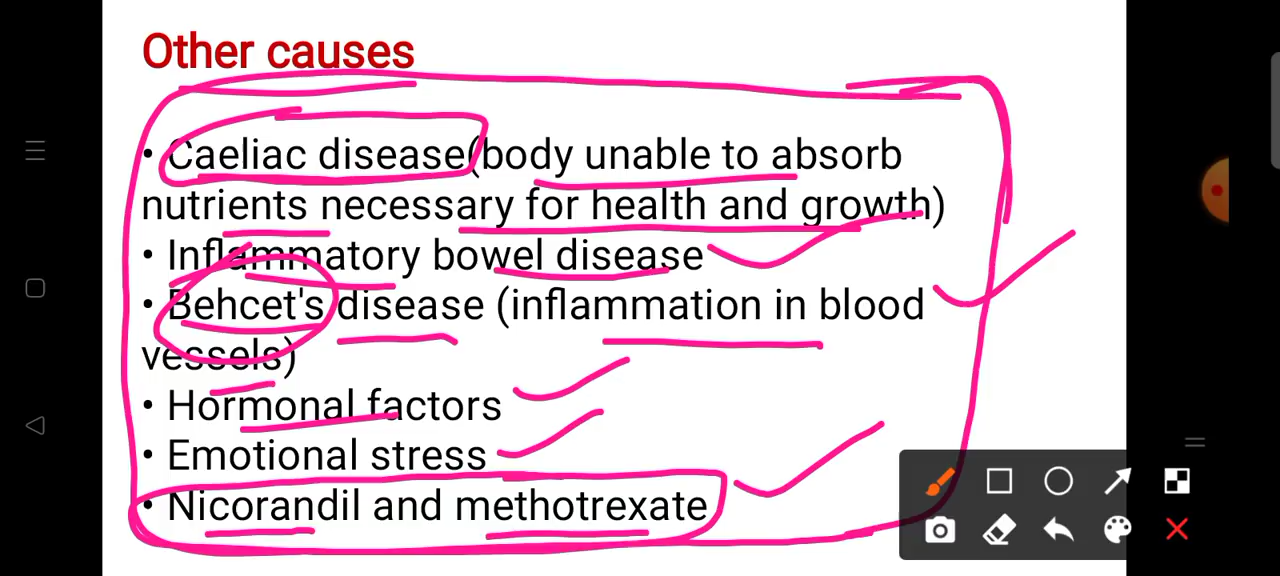 Other causes
• Caeliac disease(body unable to absorb
nutrients necessary for health and growth)
• Inflammatory bowel disease
• Behcet's disease (inflammation in blood
vessels)
• Hormonal factors
• Emotional stress
• Nicorandil and methotrexate